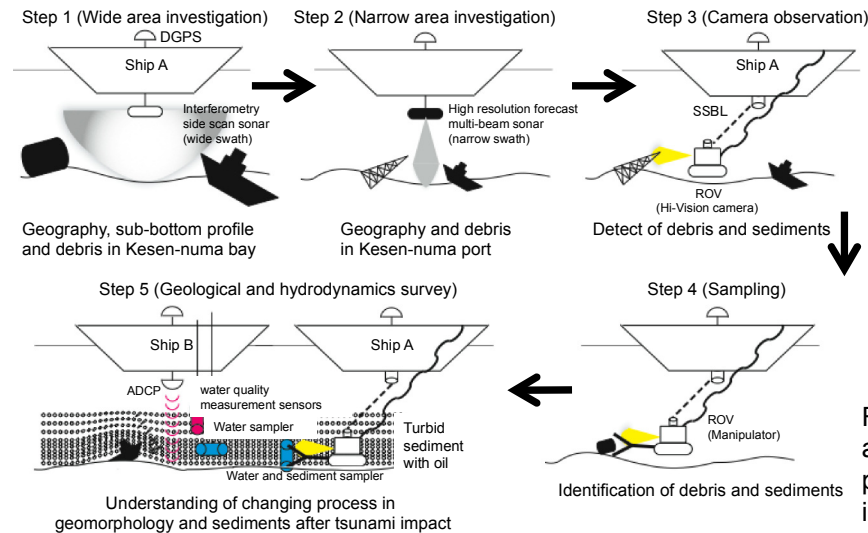 Step 1 (Wide area investigation)
DGPS
Ship A
Interferometry
side scan sonar
(wide swath)
Geography, sub-bottom profile
and debris in Kesen-numa bay
Step 2 (Narrow area investigation)
High resolution forecast
multi-beam sonar
(narrow swath)
Geography and debris
in Kesen-numa port
Step 3 (Camera observation)
Ship A
SSBL
ROV
(Hi-Vision camera)
Detect of debris and sediments
Step 4 (Sampling)
ROV
(Manipulator)
Identification of debris and sediments
Step 5 (Geological and hydrodynamics survey)
Ship B
Ship A
ADCP
water quality
measurement sensors
Water sampler
Water and sediment sampler
Turbid
sediment
with oil
Understanding of changing process in
geomorphology and sediments after tsunami impact